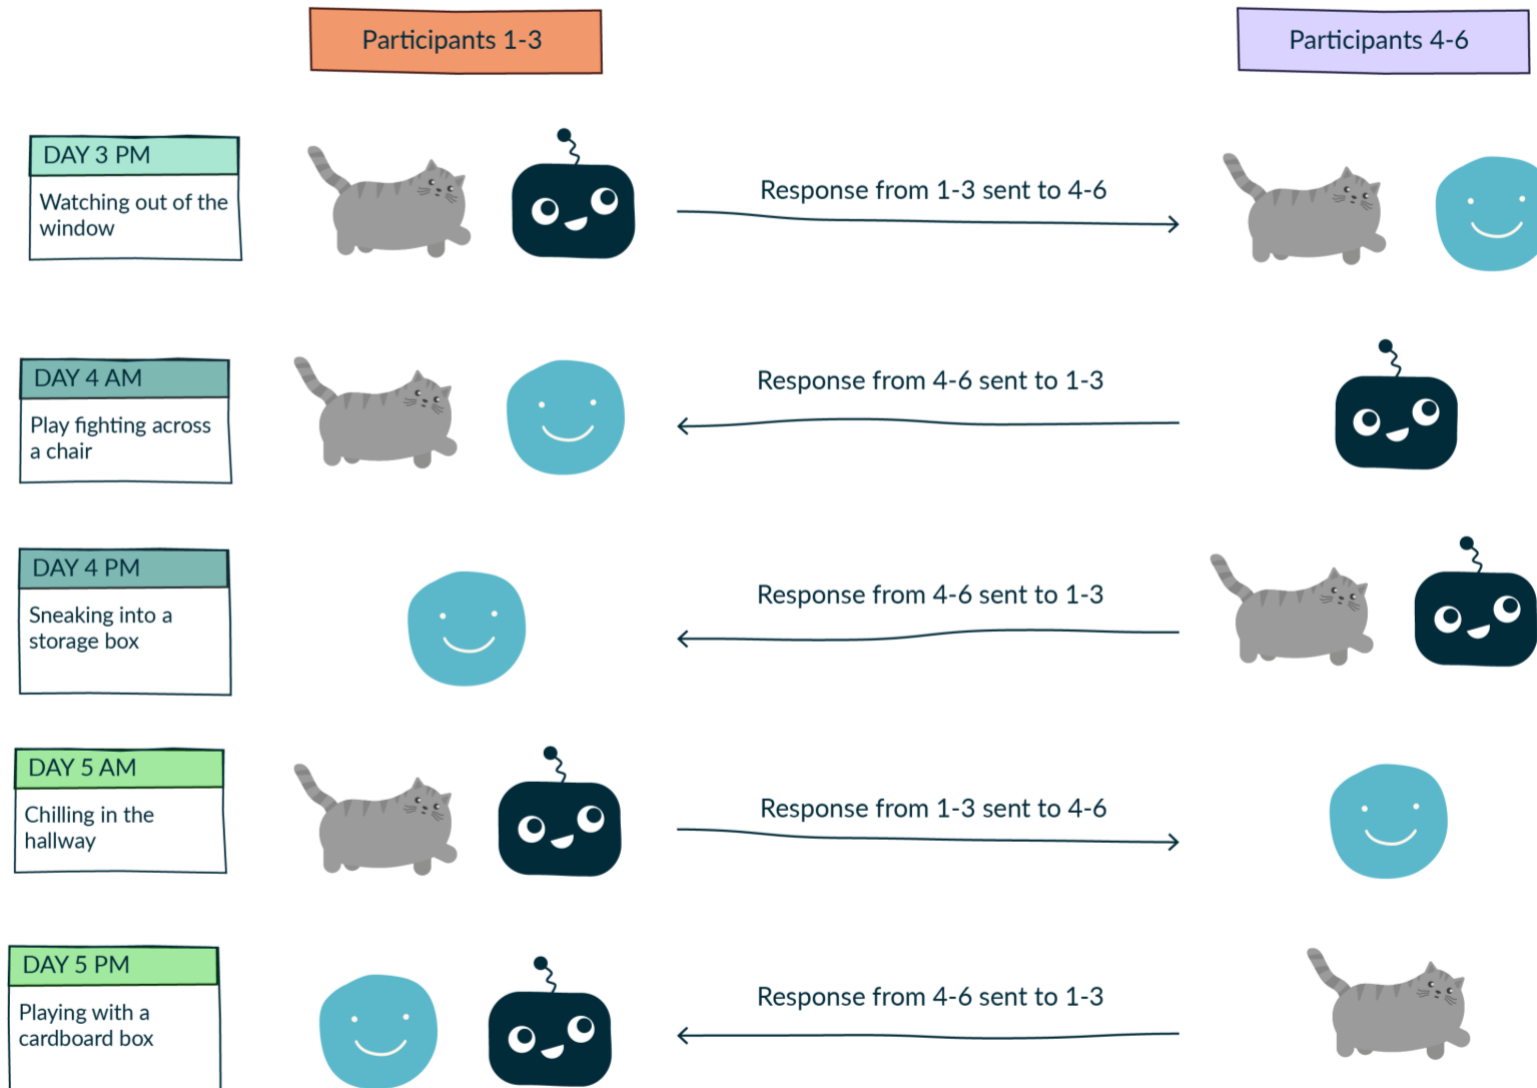 Participants 1-3
Participants 4-6
DAY 3 PM
Watching out of the
window
Response from 1-3 sent to 4-6
DAY 4 AM
Play fighting across
a chair
Response from 4-6 sent to 1-3
DAY 4 PM
Sneaking into a
storage box
Response from 4-6 sent to 1-3
DAY 5 AM
Chilling in the
hallway
Response from 1-3 sent to 4-6
DAY 5 PM
Playing with a
cardboard box
Response from 4-6 sent to 1-3